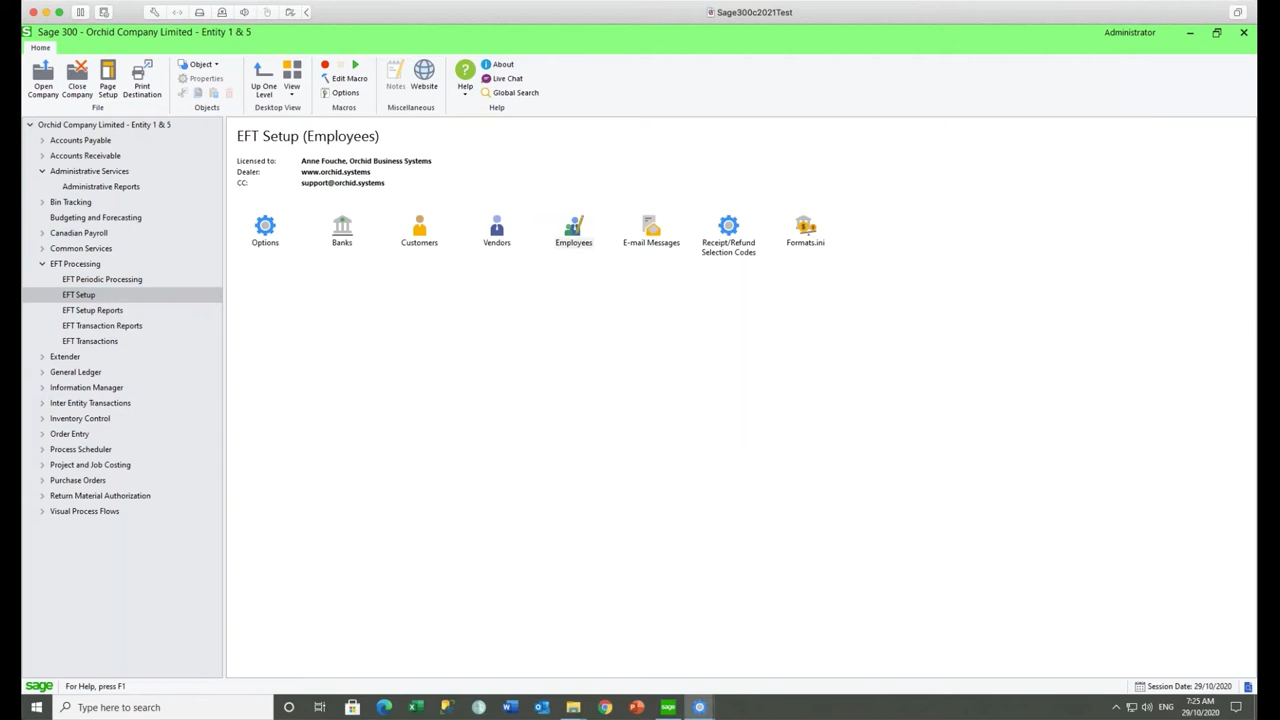 Sage300c2021Test
Sage 300 - Orchid Company Limited - Entity 1 & 5
Administrator
Home
Open Company
Close Company
Page Setup
Print Destination
File
Object
Properties
Objects
Up One Level
View
Desktop View
Edit Macro
Options
Macros
Notes
Website
Miscellaneous
Help
About
Live Chat
Global Search
Help
Orchid Company Limited - Entity 1 & 5
Accounts Payable
Accounts Receivable
Administrative Services
Administrative Reports
Bin Tracking
Budgeting and Forecasting
Canadian Payroll
Common Services
EFT Processing
EFT Periodic Processing
EFT Setup
EFT Setup Reports
EFT Transaction Reports
EFT Transactions
Extender
General Ledger
Information Manager
Inter Entity Transactions
Inventory Control
Order Entry
Process Scheduler
Project and Job Costing
Purchase Orders
Return Material Authorization
Visual Process Flows
EFT Setup (Employees)
Licensed to: Anne Fouche, Orchid Business Systems
Dealer: www.orchid.systems
CC: support@orchid.systems
Options
Banks
Customers
Vendors
Employees
E-mail Messages
Receipt/Refund
Selection Codes
Formats.ini
sage
For Help, press F1
Session Date: 29/10/2020
Type here to search
sage
ENG
7:25 AM
29/10/2020